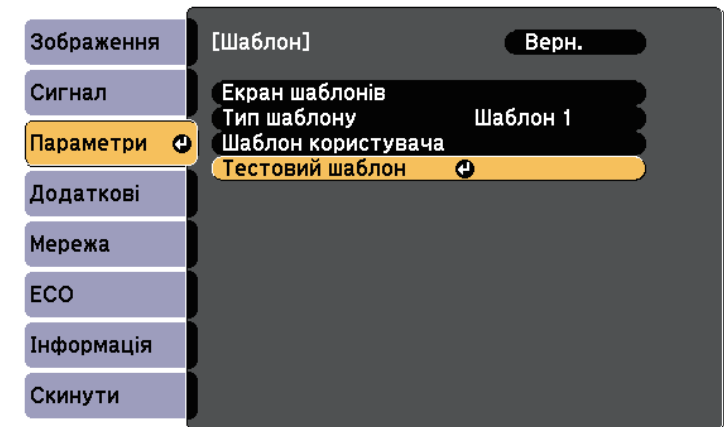 Зображення
Сигнал
Параметри
Додаткові
Мережа
ECO
Інформація
Скинути
[Шаблон] Верн.
Екран шаблонів
Тип шаблону Шаблон 1
Шаблон користувача
Тестовий шаблон